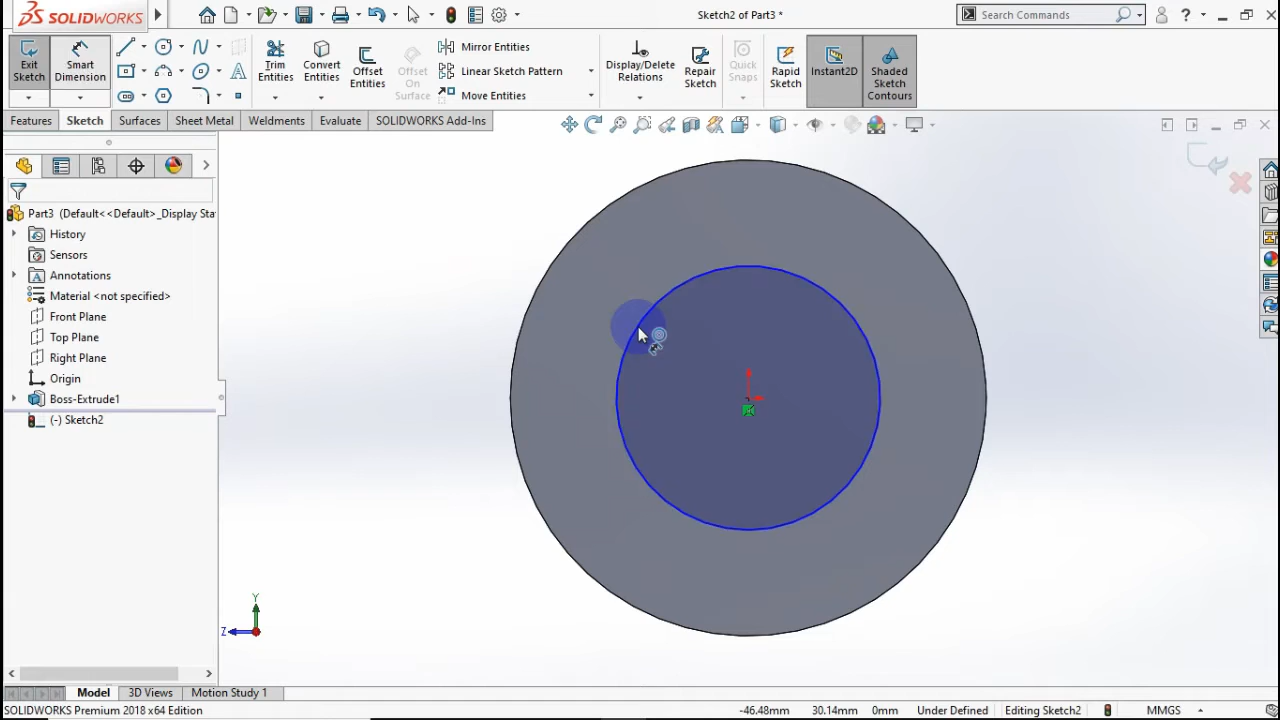 SOLIDWORKS
Sketch2 of Part3 *
Search Commands
Exit Sketch
Smart Dimension
Trim Entities
Convert Entities
Offset Entities
Offset On Surface
Mirror Entities
Linear Sketch Pattern
Move Entities
Display/Delete Relations
Repair Sketch
Quick Snaps
Rapid Sketch
Instant2D
Shaded Sketch Contours
Features Sketch Surfaces Sheet Metal Weldments Evaluate SOLIDWORKS Add-Ins
Part3 (Default<<Default>_Display Sta
History
Sensors
Annotations
Material <not specified>
Front Plane
Top Plane
Right Plane
Origin
Boss-Extrude1
(-) Sketch2
Y
Z
Model 3D Views Motion Study 1
SOLIDWORKS Premium 2018 x64 Edition -46.48mm 30.14mm 0mm Under Defined Editing Sketch2 MMGS